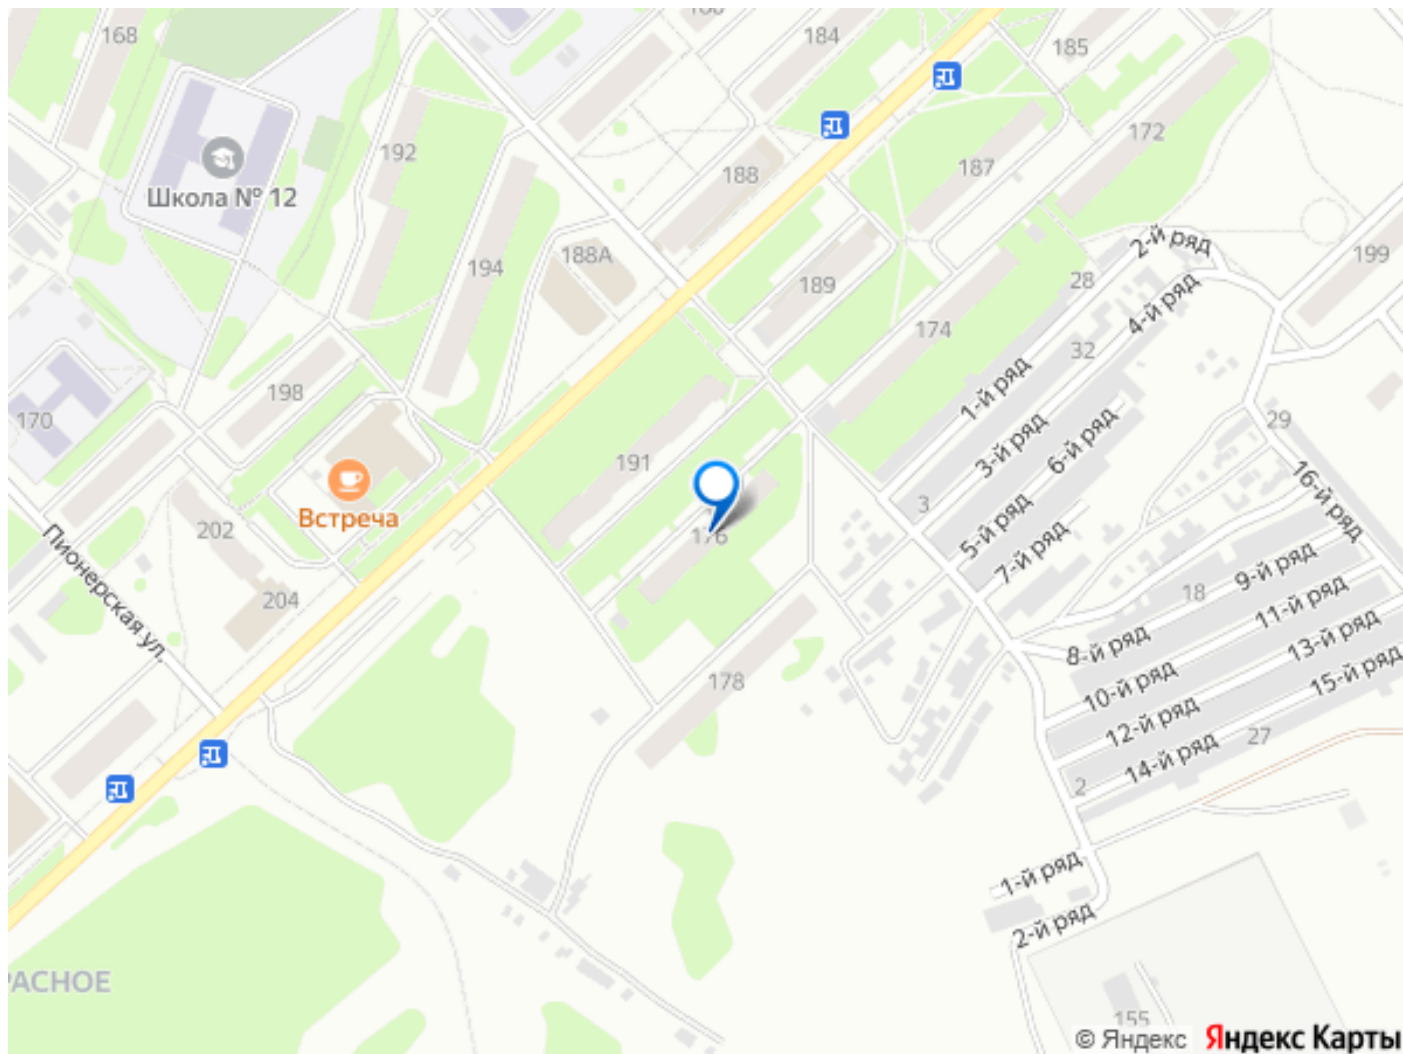 168
184
185
192
172
188
187
Школа № 12
2-й ряд
194
188А
199
28
189
4-й ряд
174
32
1-й ряд
198
170
6-й ряд
29
3-й ряд
191
16-й ряд
3
Встреча
202
176
5-й ряд
7-й ряд
9-й ряд
Пионерская ул.
204
18
11-й ряд
8-й ряд
13-й ряд
178
10-й ряд
15-й ряд
12-й ряд
27
14-й ряд
2
1-й ряд
2-й ряд
РАСНОЕ
155
© Яндекс Яндекс Карты